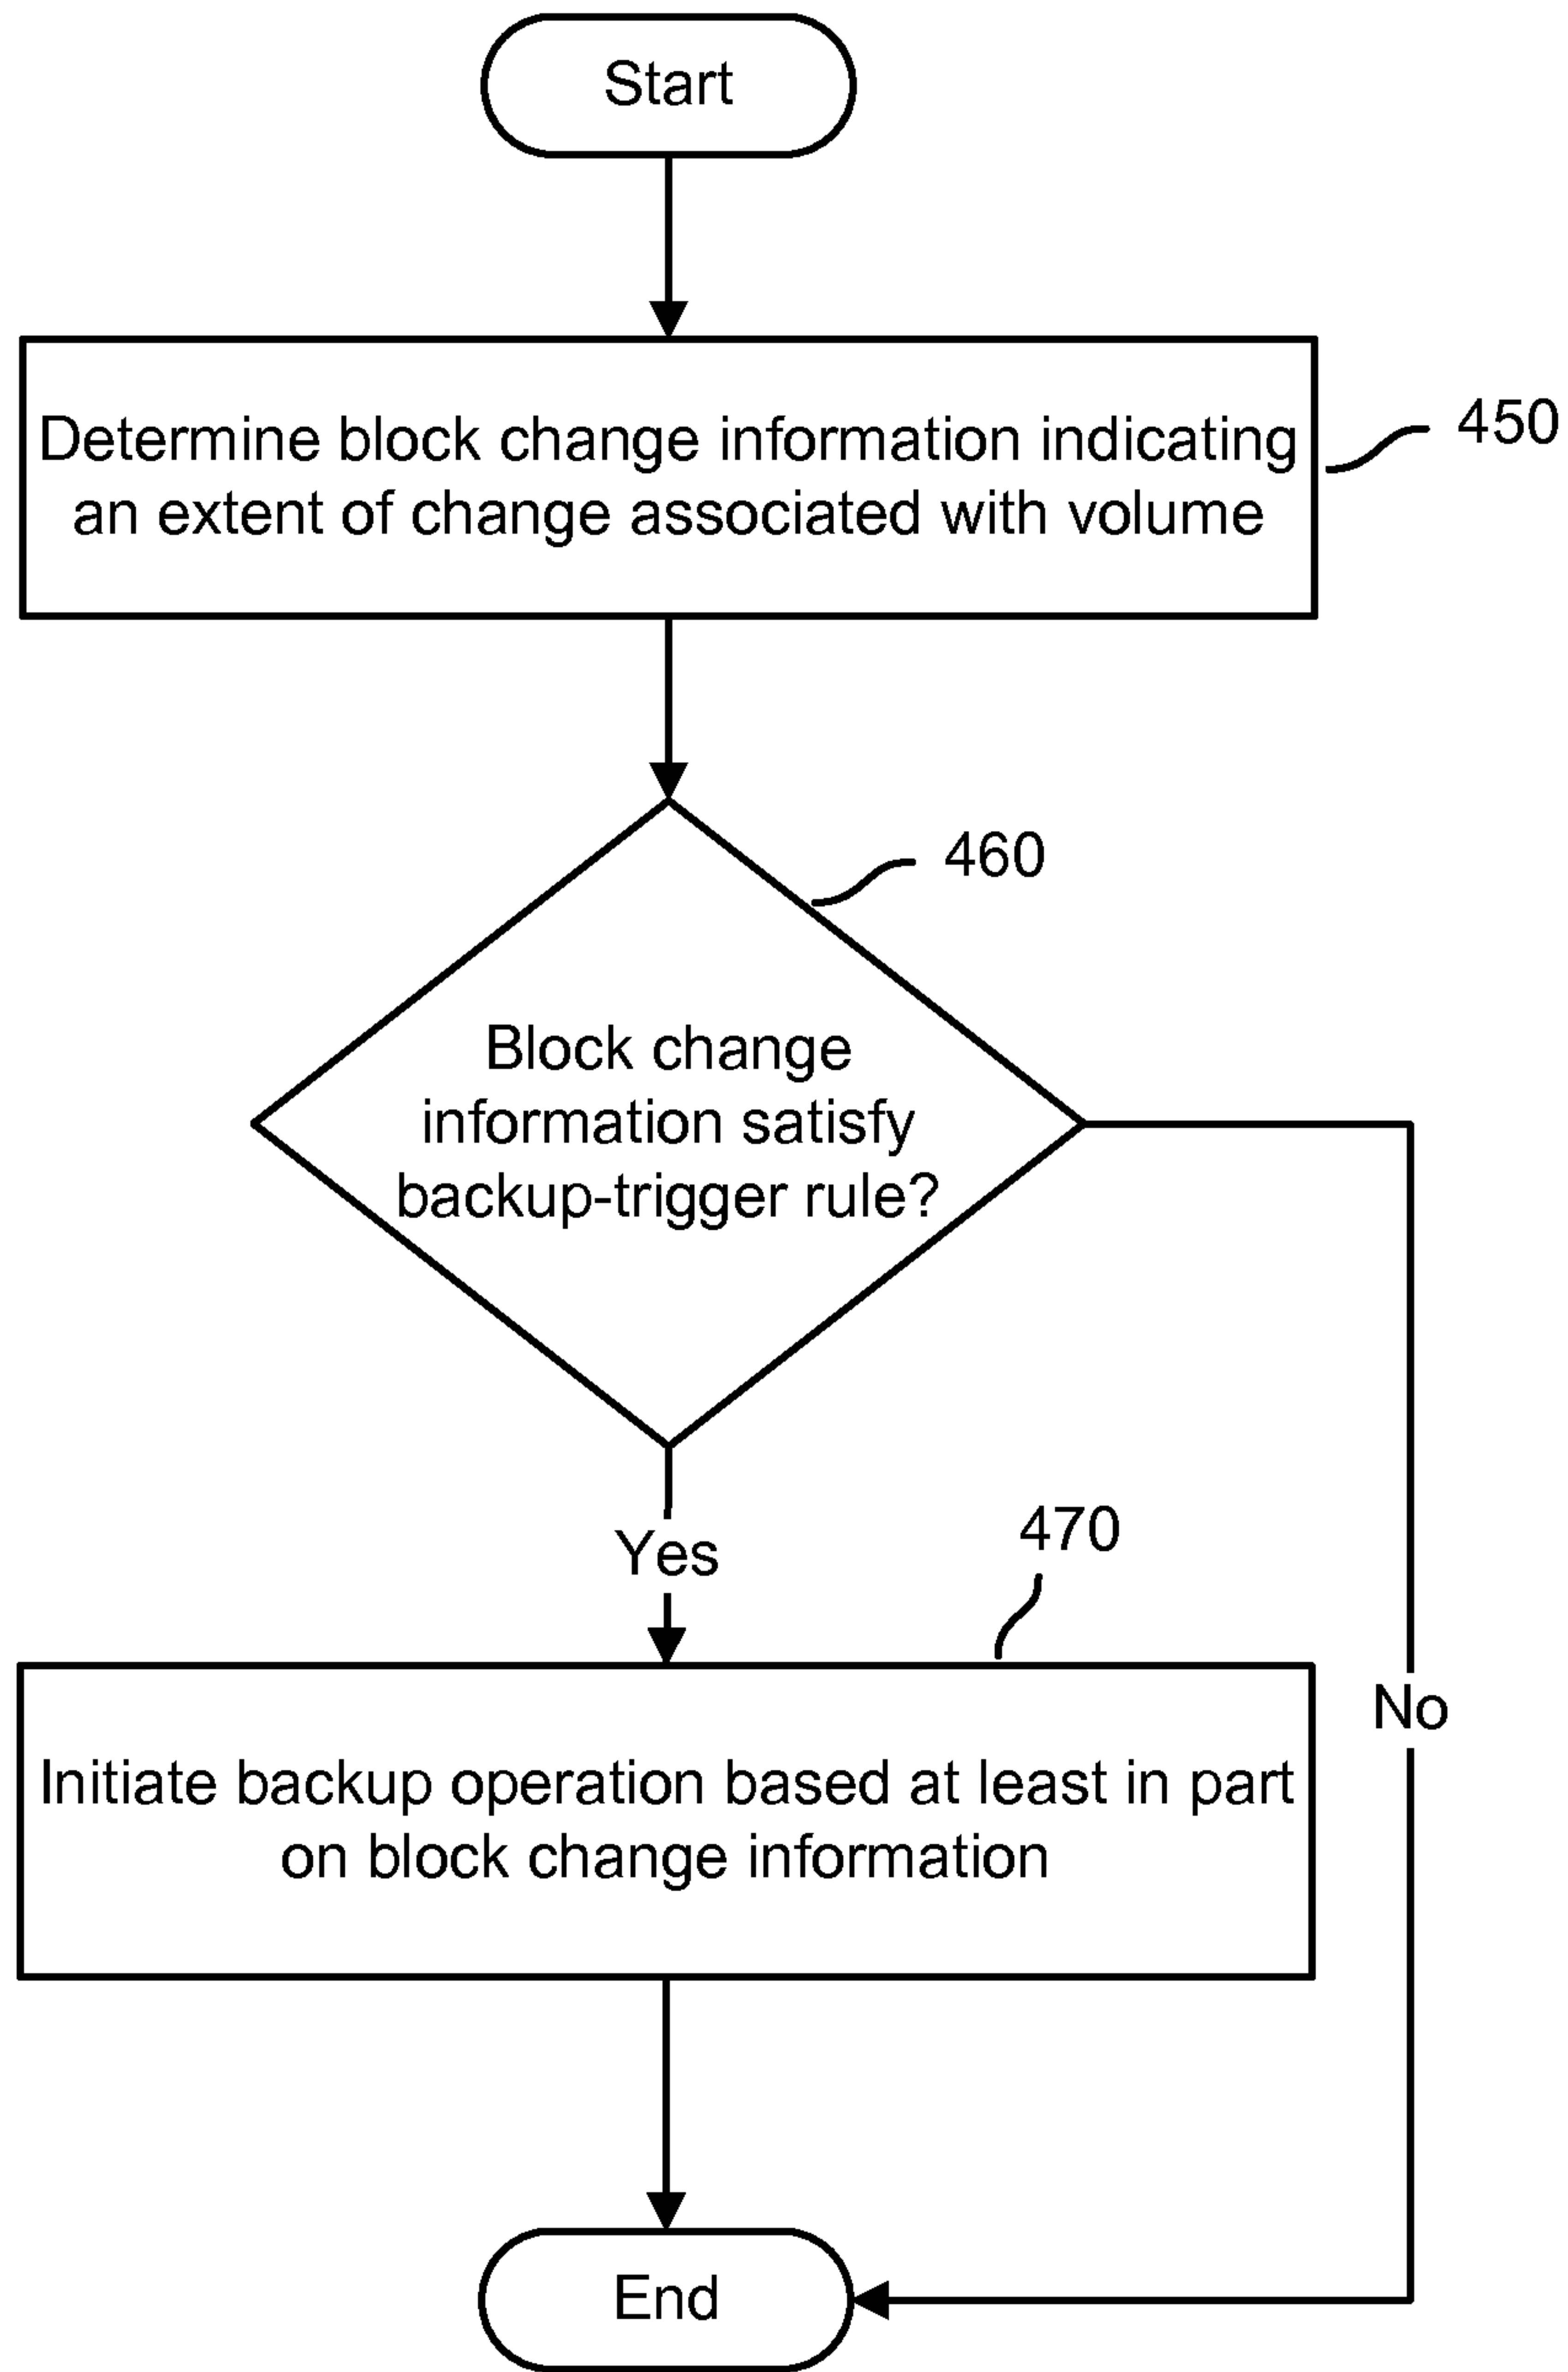 Start
Determine block change information indicating
an extent of change associated with volume
450
460
Block change
information satisfy
backup-trigger rule?
Yes
470
No
Initiate backup operation based at least in part
on block change information
End